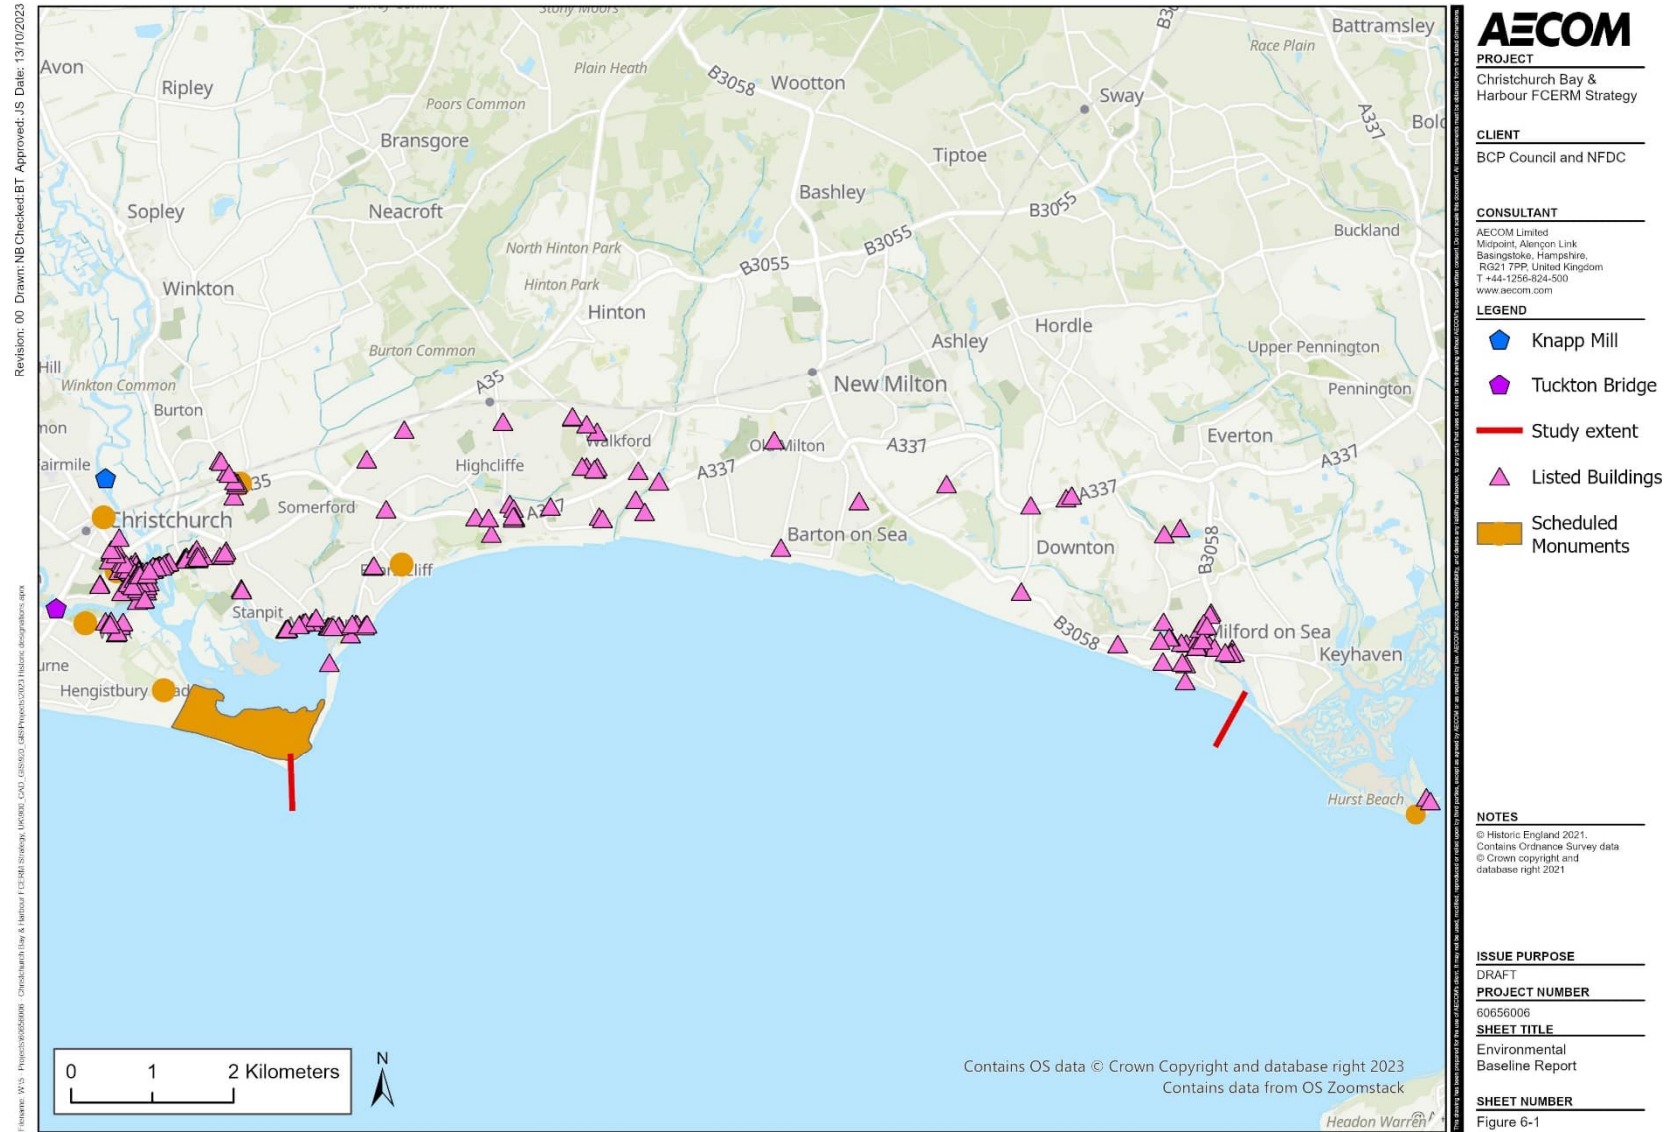 Revision: 00 Drawn: NB Checked:BT Approved: JS Date: 13/10/2023
Battramsley
Race Plain
Avon
Ripley
Plain Heath
B3058
Wootton
Sway
A337
Poors Common
Bransgore
Tiptoe
Bashley
Sopley
Neacroft
B3055
Buckland
North Hinton Park
B3055
B3055
Winkton
Hinton Park
Hinton
Hordle
Ashley
Upper Pennington
Burton Common
A35
New Milton
Pennington
Winkton Common
Burton
Walkford
A337
Everton
Highcliffe
A337
A337
A337
Somerford
Christchurch
Barton on Sea
Downton
B3058
Stanpit
B3058
Milford on Sea
Keyhaven
Hengistbury
Hurst Beach
0 1 2 Kilometers
N
Contains OS data © Crown Copyright and database right 2023
Contains data from OS Zoomstack
Headon Warren
AECOM
PROJECT
Christchurch Bay &
Harbour FCERM Strategy
CLIENT
BCP Council and NFDC
CONSULTANT
AECOM Limited
Midpoint, Alençon Link
Basingstoke, Hampshire,
RG21 7PP, United Kingdom
T +44-1256-824-500
www.aecom.com
LEGEND
Knapp Mill
Tuckton Bridge
Study extent
Listed Buildings
Scheduled
Monuments
NOTES
© Historic England 2021.
Contains Ordnance Survey data
© Crown copyright and
database right 2021
ISSUE PURPOSE
DRAFT
PROJECT NUMBER
60656006
SHEET TITLE
Environmental
Baseline Report
SHEET NUMBER
Figure 6-1